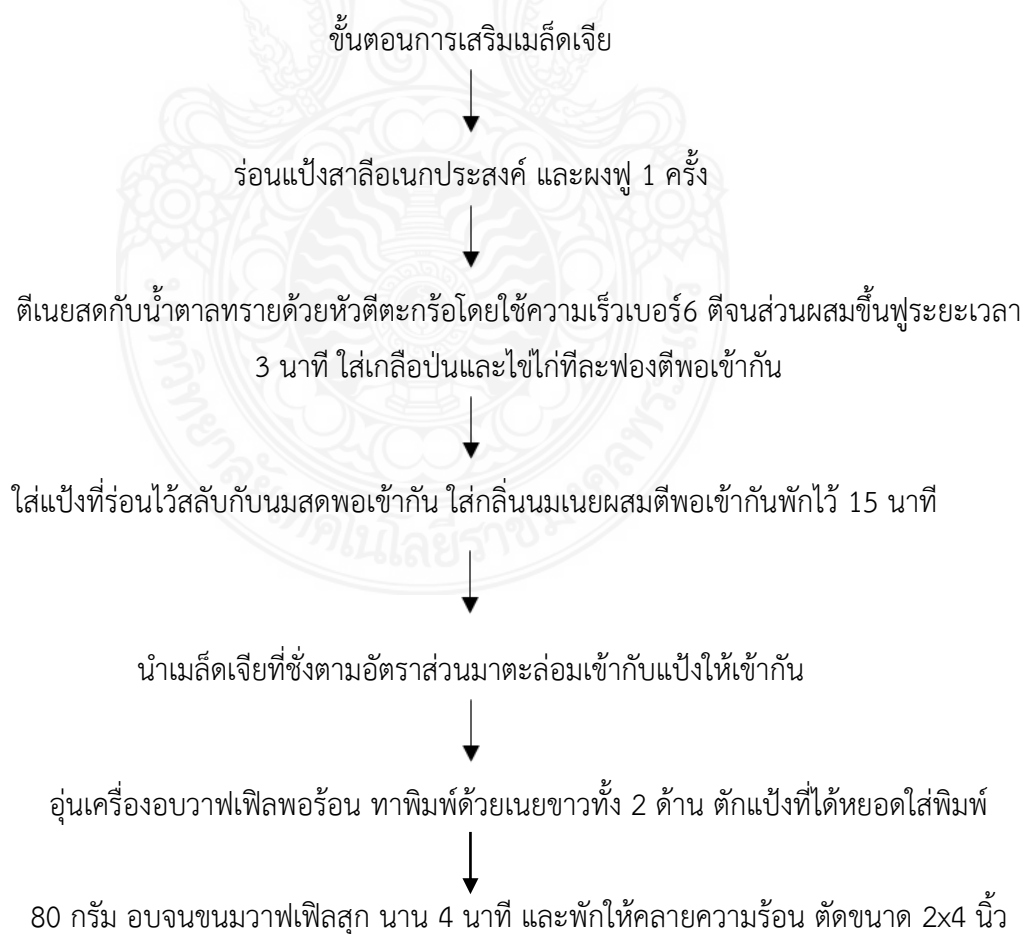 ขั้นตอนการเสริมเมล็ดเจีย
ร่อนแป้งสาลีอเนกประสงค์ และผงฟู 1 ครั้ง
ตีเนยสดกับน้ำตาลทรายด้วยหัวตีตะกร้อโดยใช้ความเร็วเบอร์6 ตีจนส่วนผสมขึ้นฟูระยะเวลา
3 นาที ใส่เกลือป่นและไข่ไก่ทีละฟองตีพอเข้ากัน
ใส่แป้งที่ร่อนไว้สลับกับนมสดพอเข้ากัน ใส่กลิ่นนมเนยผสมตีพอเข้ากันพักไว้ 15 นาที
นำเมล็ดเจียที่ชั่งตามอัตราส่วนมาตะล่อมเข้ากับแป้งให้เข้ากัน
อุ่นเครื่องอบวาฟเฟิลพอร้อน ทาพิมพ์ด้วยเนยขาวทั้ง 2 ด้าน ตักแป้งที่ได้หยอดใส่พิมพ์
80 กรัม อบจนขนมวาฟเฟิลสุก นาน 4 นาที และพักให้คลายความร้อน ตัดขนาด 2x4 นิ้ว